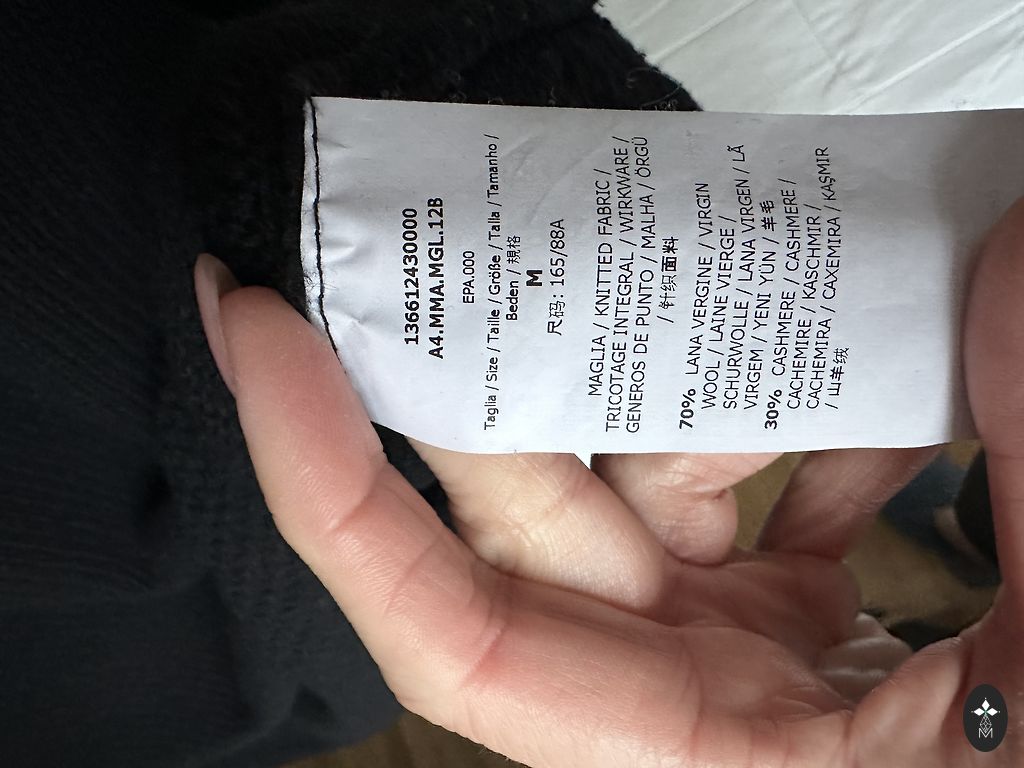 136612430000
A4.MMA.MGL.12B
EPA.000
Taglia / Size / Taille / Größe / Talla / Tamanho /
Beden / 规格
M
尺码: 165/88A
MAGLIA / KNITTED FABRIC /
TRICOTAGE INTEGRAL / WIRKWARE /
GENEROS DE PUNTO / MALHA / ÖRGÜ
/ 针织面料
70% LANA VERGINE / VIRGIN
WOOL / LAINE VIERGE /
SCHURWOLLE / LANA VIRGEN / LÃ
VIRGEM / YENI YÜN / 羊毛
30% CASHMERE / CASHMERE /
CACHEMIRE / KASCHMIR /
CACHEMIRA / CAXEMIRA / KAŞMIR
/ 山羊绒
M